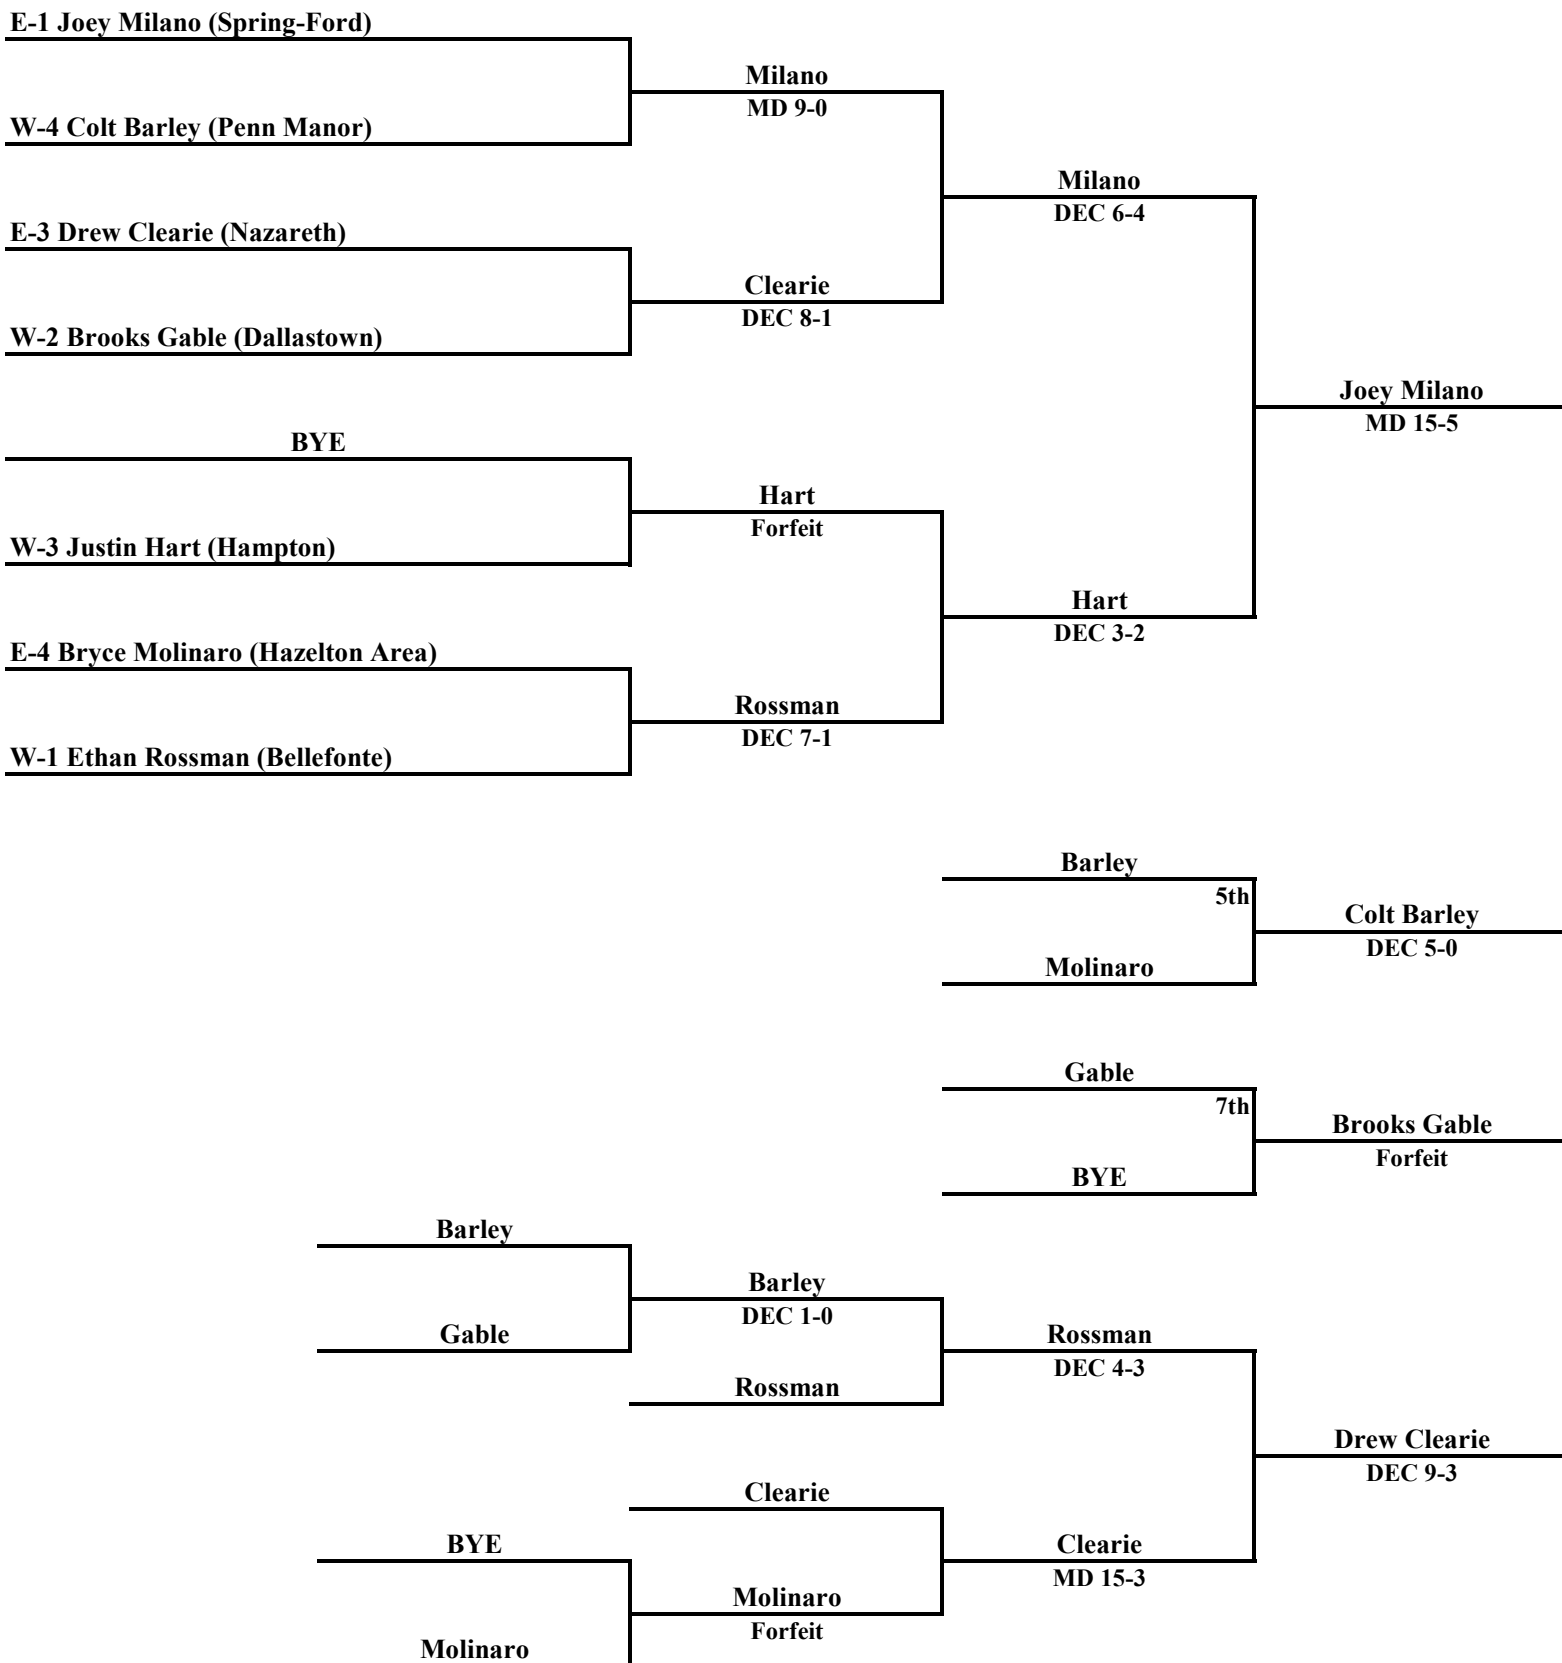 E-1 Joey Milano (Spring-Ford)
Milano
MD 9-0
W-4 Colt Barley (Penn Manor)
Milano
DEC 6-4
E-3 Drew Clearie (Nazareth)
Clearie
DEC 8-1
W-2 Brooks Gable (Dallastown)
Joey Milano
MD 15-5
BYE
Hart
Forfeit
W-3 Justin Hart (Hampton)
Hart
DEC 3-2
E-4 Bryce Molinaro (Hazelton Area)
Rossman
DEC 7-1
W-1 Ethan Rossman (Bellefonte)
Barley
5th
Colt Barley
DEC 5-0
Molinaro
Gable
7th
Brooks Gable
Forfeit
BYE
Barley
Barley
DEC 1-0
Gable
Rossman
DEC 4-3
Rossman
Drew Clearie
DEC 9-3
Clearie
BYE
Clearie
MD 15-3
Molinaro
Forfeit
Molinaro